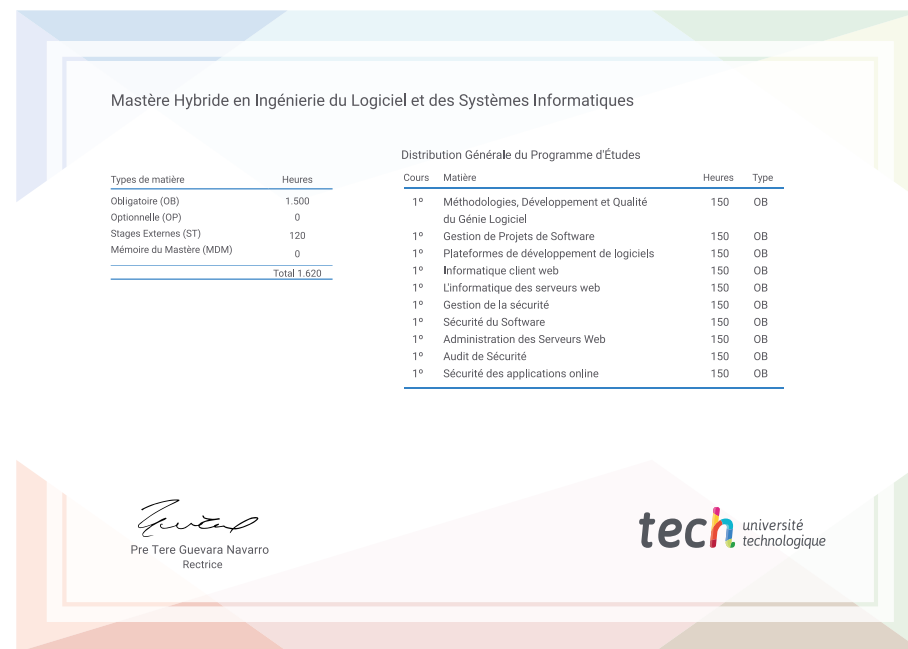 Mastère Hybride en Ingénierie du Logiciel et des Systèmes Informatiques
Types de matière Heures
Obligatoire (OB) 1.500
Optionnelle (OP) 0
Stages Externes (ST) 120
Mémoire du Mastère (MDM) 0
Total 1.620
Distribution Générale du Programme d'Études
Cours Matière Heures Type
1º Méthodologies, Développement et Qualité 150 OB
du Génie Logiciel
1º Gestion de Projets de Software 150 OB
1º Plateformes de développement de logiciels 150 OB
1º Informatique client web 150 OB
1º L'informatique des serveurs web 150 OB
1º Gestion de la sécurité 150 OB
1º Sécurité du Software 150 OB
1º Administration des Serveurs Web 150 OB
1º Audit de Sécurité 150 OB
1º Sécurité des applications online 150 OB
Pre Tere Guevara Navarro
Rectrice
tech université
technologique